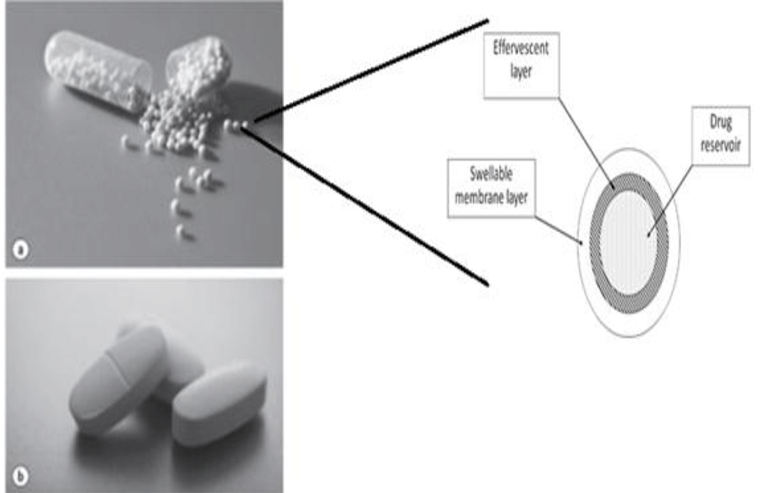 Effervescent
layer
Drug
reservoir
Swellable
membrane layer
a
b